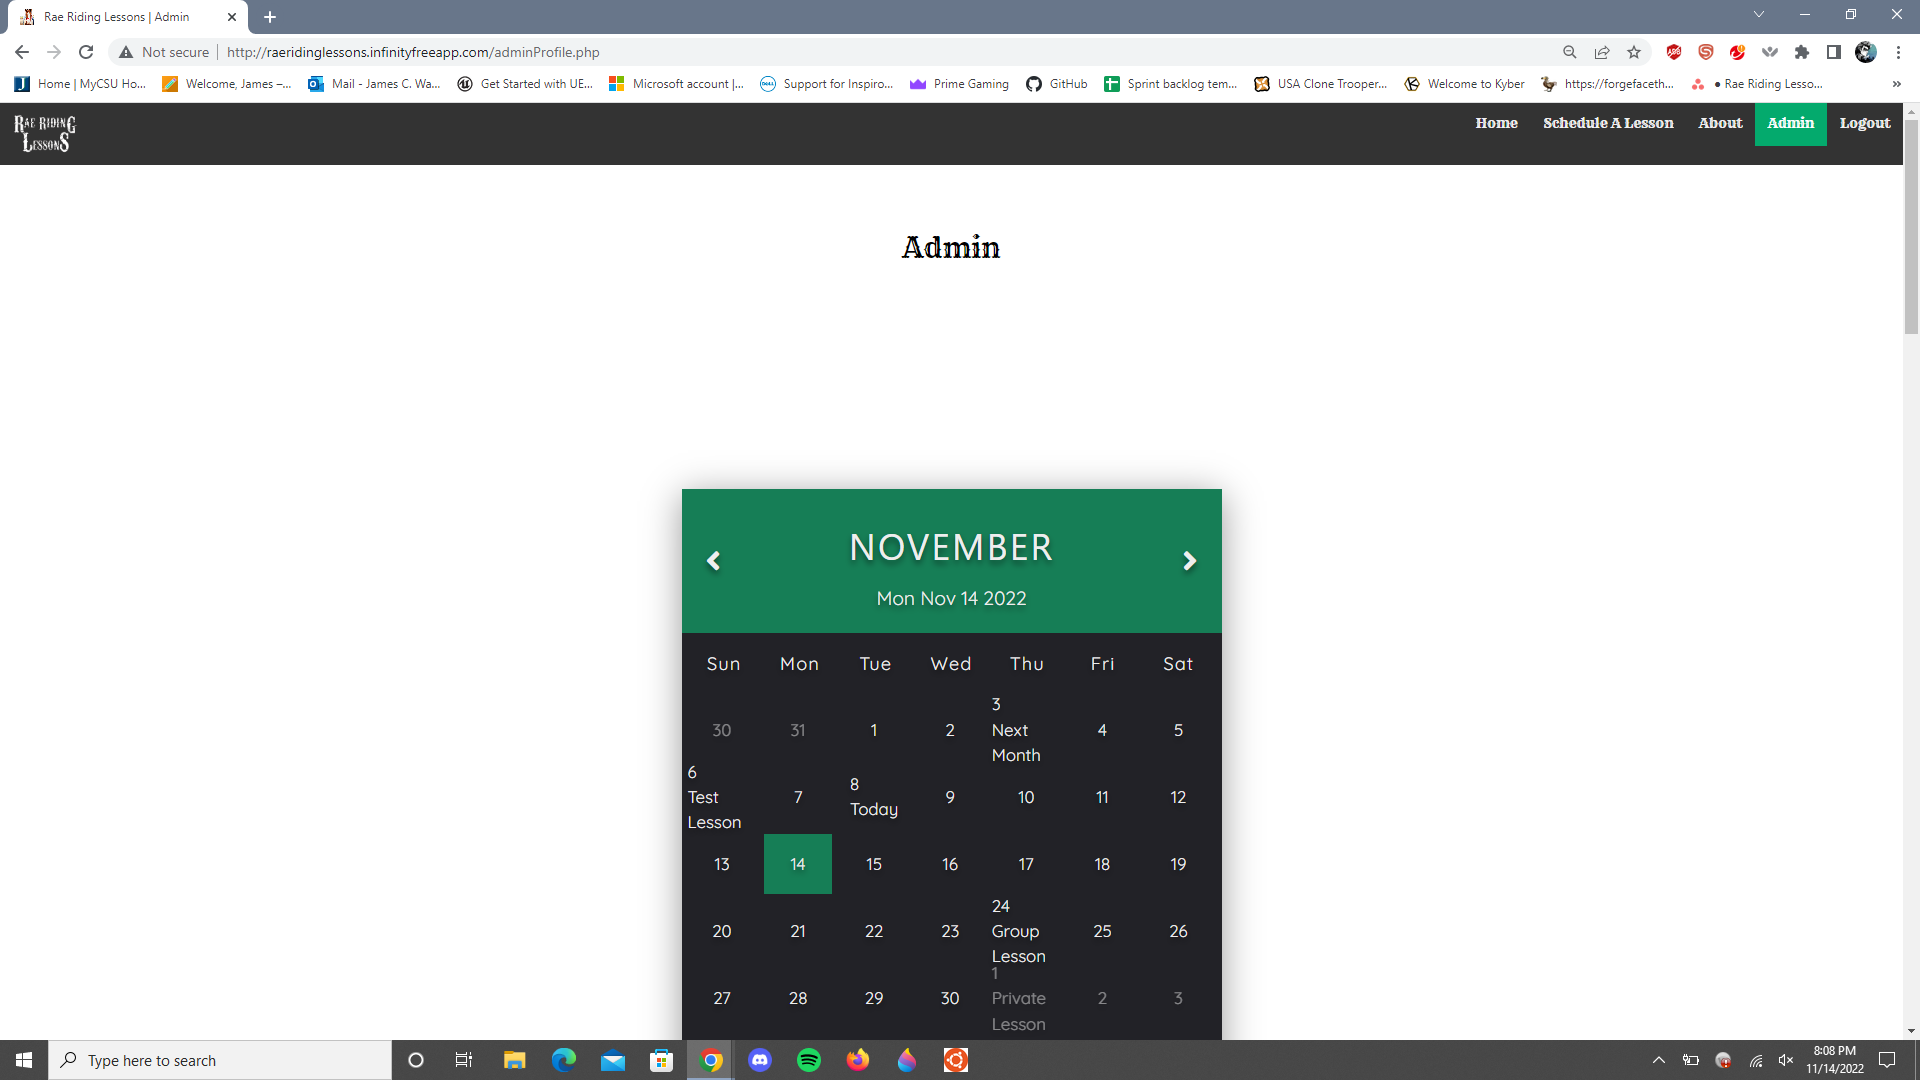 Rae Riding Lessons | Admin
Not secure
http://raeridinglessons.infinityfreeapp.com/adminProfile.php
Home | MyCSU Ho...
Welcome, James –...
Mail - James C. Wa...
Get Started with UE...
Microsoft account |...
Support for Inspiro...
Prime Gaming
GitHub
Sprint backlog tem...
USA Clone Trooper...
Welcome to Kyber
https://forgefaceth...
• Rae Riding Lesso...
»
RAE RIDING
LESSONS
Home
Schedule A Lesson
About
Admin
Logout
Admin
NOVEMBER
Mon Nov 14 2022
Sun Mon Tue Wed Thu Fri Sat
30 31 1 2 3 Next Month 4 5
6 Test Lesson 7 8 Today 9 10 11 12
13 14 15 16 17 18 19
20 21 22 23 24 Group Lesson 25 26
27 28 29 30 1 Private Lesson 2 3
Type here to search
8:08 PM
11/14/2022